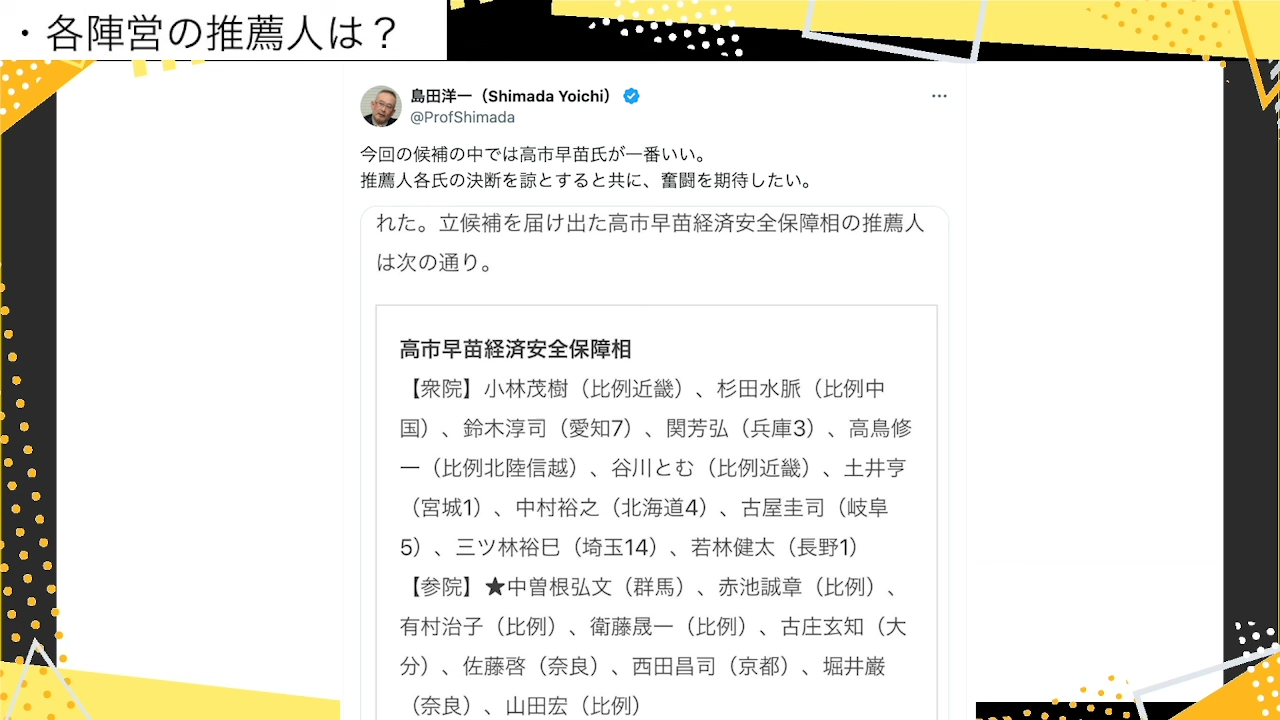 ・各陣営の推薦人は？
島田洋一（Shimada Yoichi）
@ProfShimada
今回の候補の中では高市早苗氏が一番いい。
推薦人各氏の決断を諒とすると共に、奮闘を期待したい。
れた。立候補を届け出た高市早苗経済安全保障相の推薦人
は次の通り。
高市早苗経済安全保障相
【衆院】小林茂樹（比例近畿）、杉田水脈（比例中
国）、鈴木淳司（愛知7）、関芳弘（兵庫3）、高鳥修
一（比例北陸信越）、谷川とむ（比例近畿）、土井亨
（宮城1）、中村裕之（北海道4）、古屋圭司（岐阜
5）、三ツ林裕巳（埼玉14）、若林健太（長野1）
【参院】★中曽根弘文（群馬）、赤池誠章（比例）、
有村治子（比例）、衛藤晟一（比例）、古庄玄知（大
分）、佐藤啓（奈良）、西田昌司（京都）、堀井巌
（奈良）、山田宏（比例）